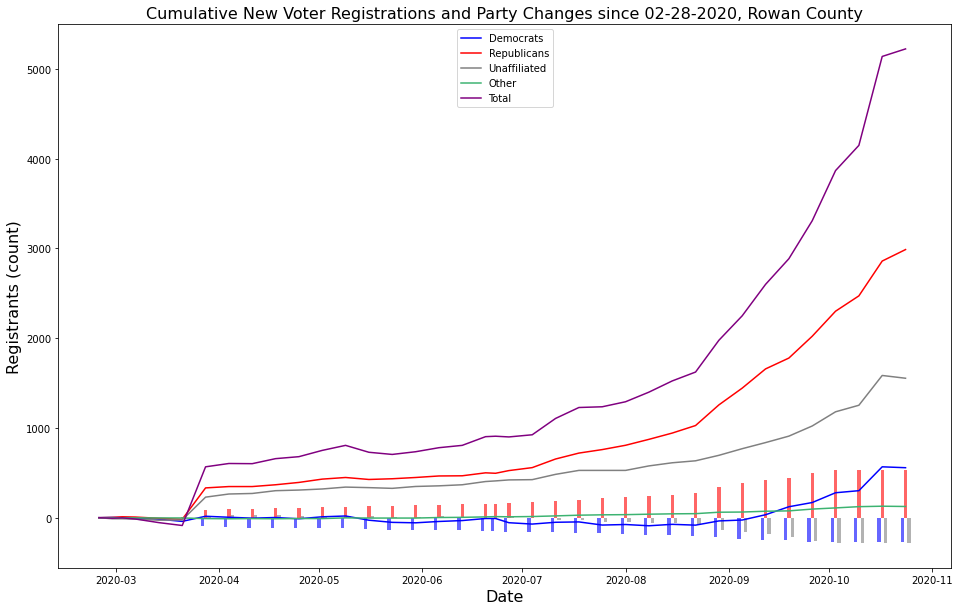 Cumulative New Voter Registrations and Party Changes since 02-28-2020, Rowan County
Democrats
Republicans
Unaffiliated
Other
Total
Registrants (count)
5000
4000
3000
2000
1000
0
2020-03 2020-04 2020-05 2020-06 2020-07 2020-08 2020-09 2020-10 2020-11
Date